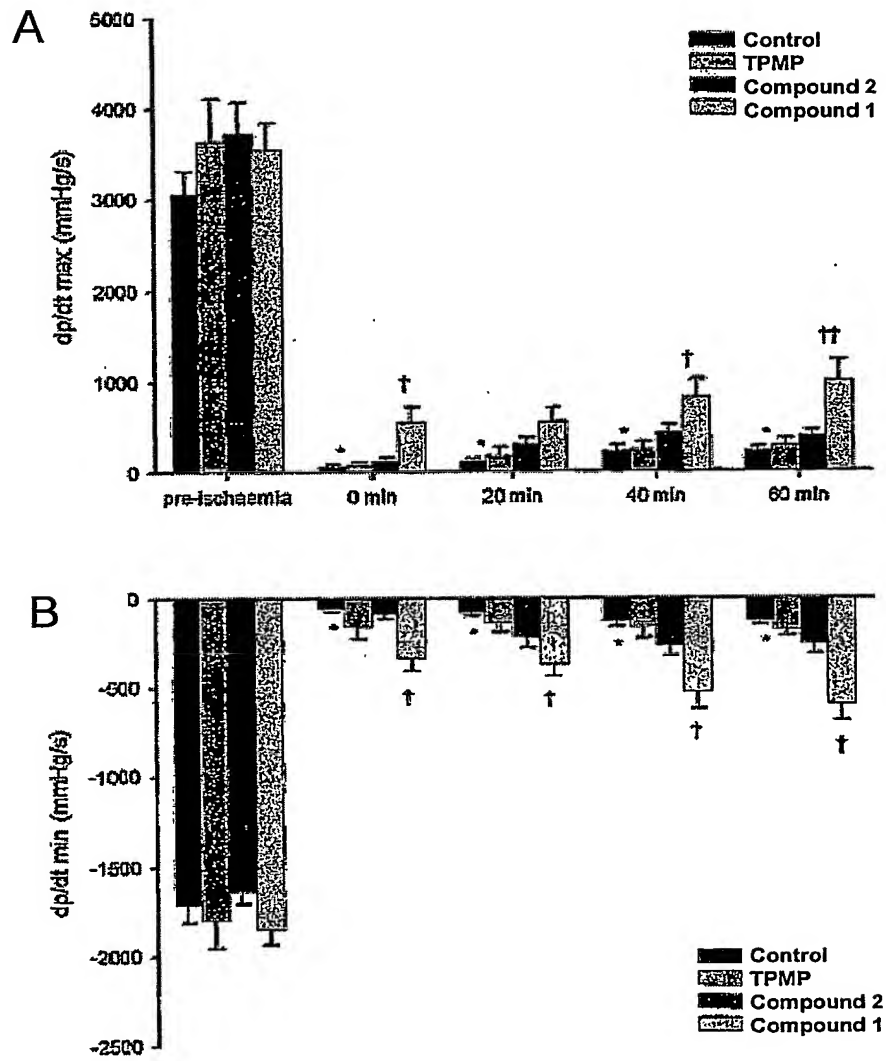 A
5000
4000
3000
2000
1000
0
dp/dt max (mmHg/s)
Control
TPMP
Compound 2
Compound 1
*
†
*
*
†
*
††
pre-ischaemia 0 min 20 min 40 min 60 min
B
0
-500
-1000
-1500
-2000
-2500
dp/dt min (mmHg/s)
*
†
*
†
*
†
*
†
Control
TPMP
Compound 2
Compound 1